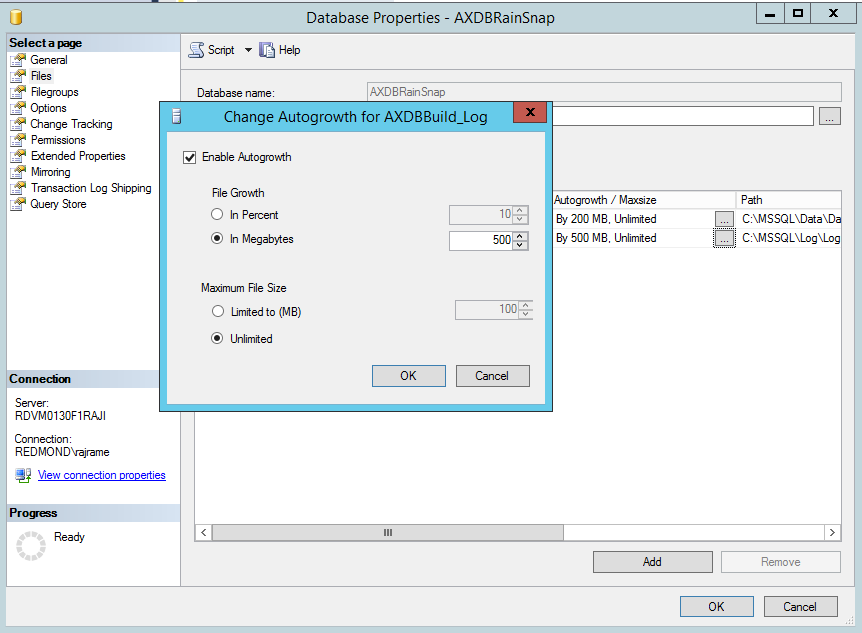 Database Properties - AXDBRainSnap
Select a page
General
Files
Filegroups
Options
Change Tracking
Permissions
Extended Properties
Mirroring
Transaction Log Shipping
Query Store
Script
Help
Database name:
AXDBRainSnap
...
Change Autogrowth for AXDBBuild_Log
Enable Autogrowth
File Growth
In Percent
10
In Megabytes
500
Maximum File Size
Limited to (MB)
100
Unlimited
OK
Cancel
Autogrowth / Maxsize
Path
By 200 MB, Unlimited
...
C:\MSSQL\Data\Da
By 500 MB, Unlimited
...
C:\MSSQL\Log\Log
Connection
Server:
RDVM0130F1RAJI
Connection:
REDMOND\rajrame
View connection properties
Progress
Ready
Add
Remove
OK
Cancel